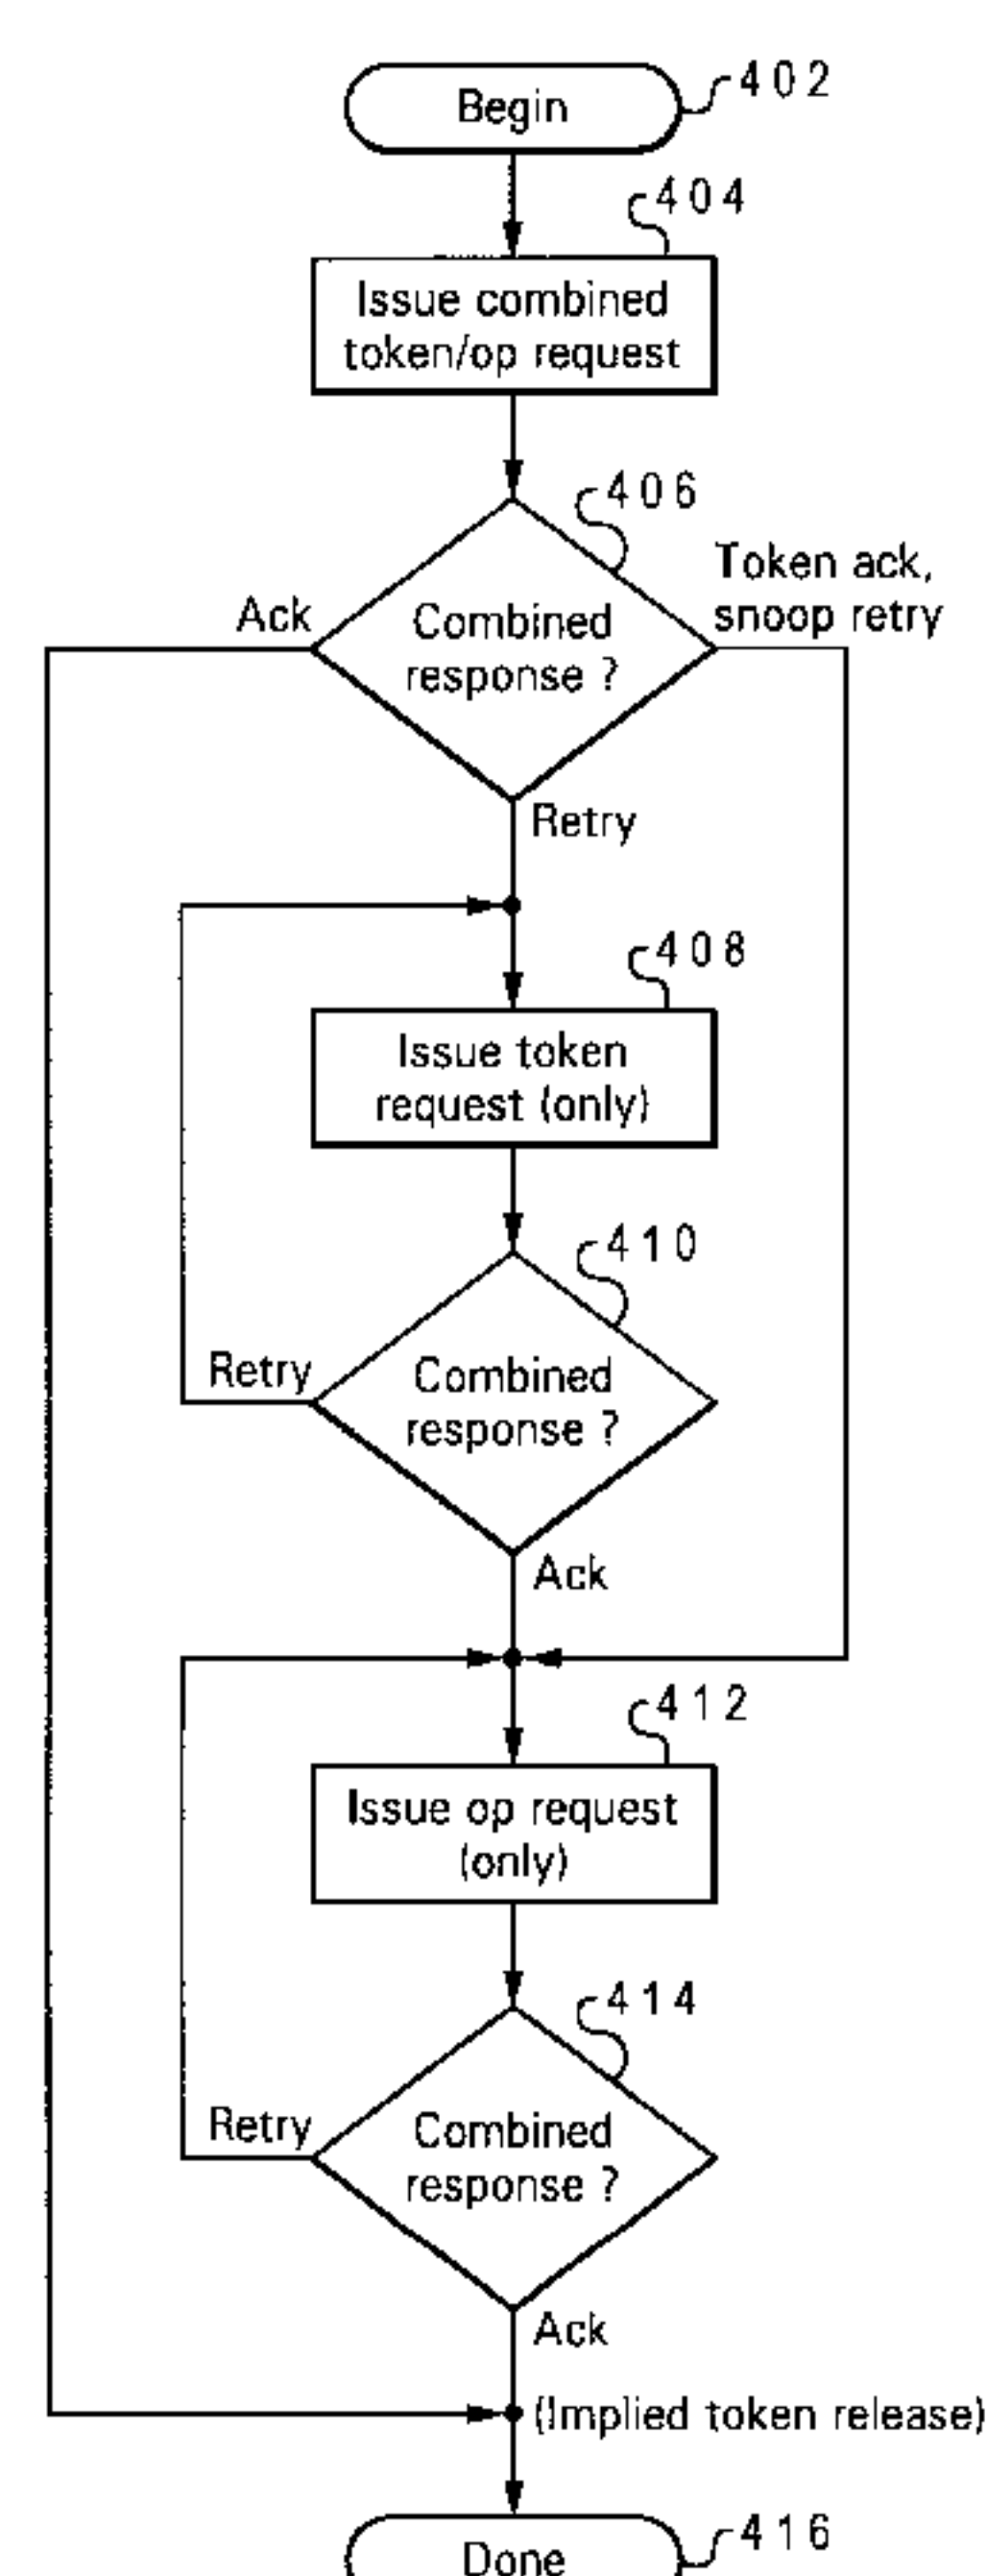 Begin
402
404
Issue combined
token/op request
406
Token ack,
snoop retry
Ack
Combined
response ?
Retry
408
Issue token
request (only)
410
Retry
Combined
response ?
Ack
412
Issue op request
(only)
414
Retry
Combined
response ?
Ack
(Implied token release)
416
Done